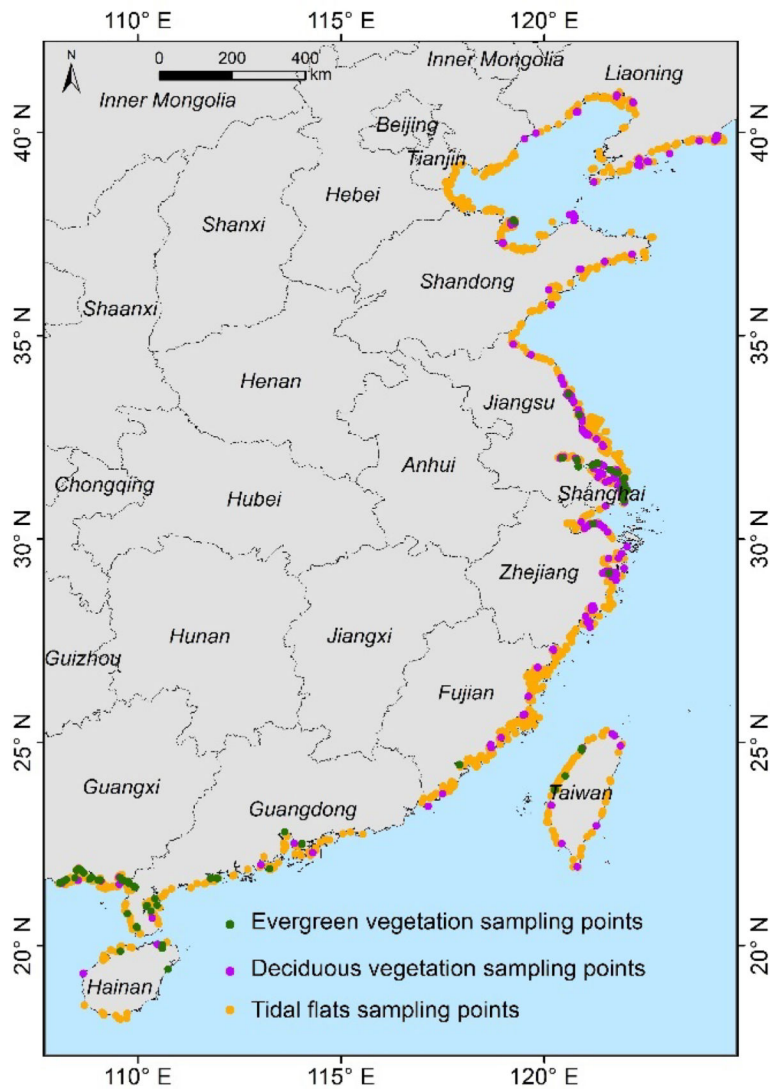 110° E 115° E 120° E
N
0 200 400
km
Inner Mongolia
Liaoning
Inner Mongolia
Beijing
40° N
40° N
Tianjin
Hebei
Shanxi
Shandong
Shaanxi
35° N
35° N
Henan
Jiangsu
Anhui
Chongqing
Hubei
Shanghai
30° N
30° N
Zhejiang
Hunan
Jiangxi
Guizhou
Fujian
25° N
25° N
Guangxi
Guangdong
Taiwan
Evergreen vegetation sampling points
20° N
20° N
Deciduous vegetation sampling points
Hainan
Tidal flats sampling points
110° E 115° E 120° E